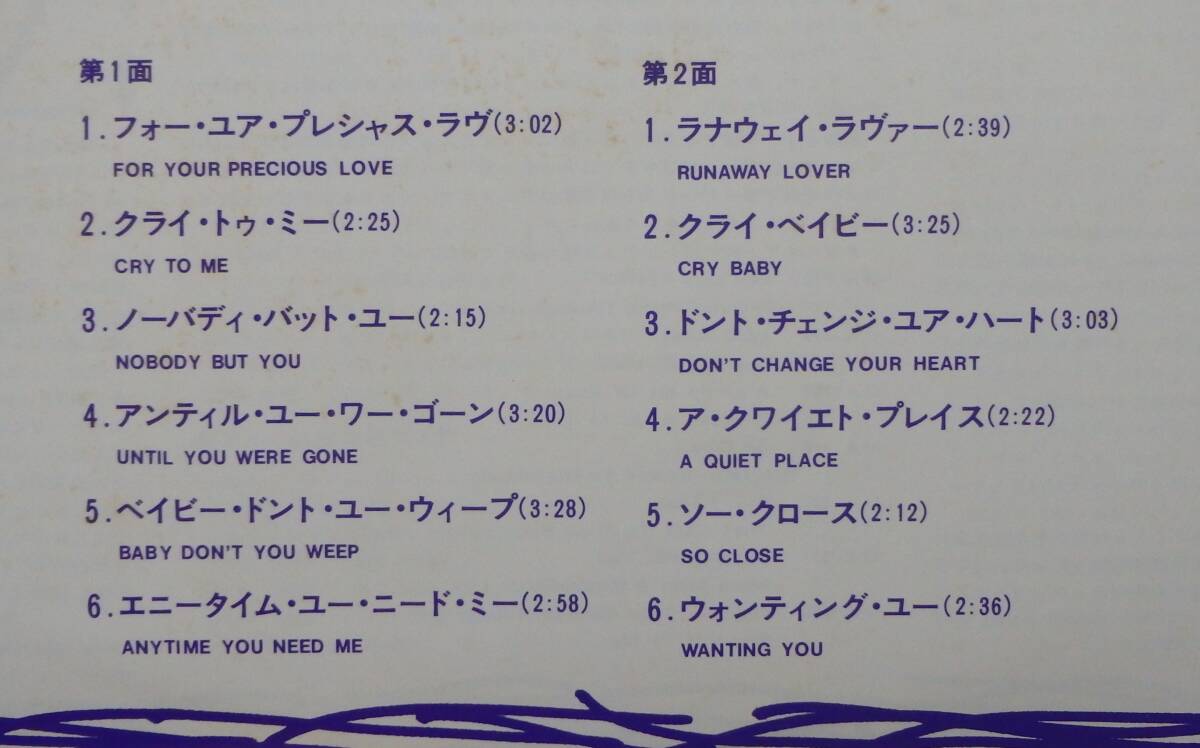 第1面
1.フォー・ユア・プレシャス・ラヴ(3:02)
FOR YOUR PRECIOUS LOVE
2.クライ・トゥ・ミー(2:25)
CRY TO ME
3.ノーバディ・バット・ユー(2:15)
NOBODY BUT YOU
4.アンティル・ユー・ワー・ゴーン(3:20)
UNTIL YOU WERE GONE
5.ベイビー・ドント・ユー・ウィープ(3:28)
BABY DON'T YOU WEEP
6.エニータイム・ユー・ニード・ミー(2:58)
ANYTIME YOU NEED ME
第2面
1.ラナウェイ・ラヴァー(2:39)
RUNAWAY LOVER
2.クライ・ベイビー(3:25)
CRY BABY
3.ドント・チェンジ・ユア・ハート(3:03)
DON'T CHANGE YOUR HEART
4.ア・クワイエト・プレイス(2:22)
A QUIET PLACE
5.ソー・クロース(2:12)
SO CLOSE
6.ウォンティング・ユー(2:36)
WANTING YOU